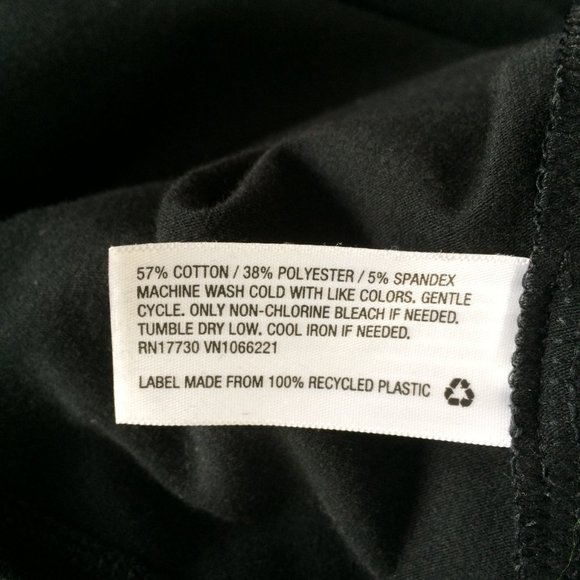 57% COTTON / 38% POLYESTER / 5% SPANDEX
MACHINE WASH COLD WITH LIKE COLORS. GENTLE
CYCLE. ONLY NON-CHLORINE BLEACH IF NEEDED.
TUMBLE DRY LOW. COOL IRON IF NEEDED.
RN17730 VN1066221
LABEL MADE FROM 100% RECYCLED PLASTIC